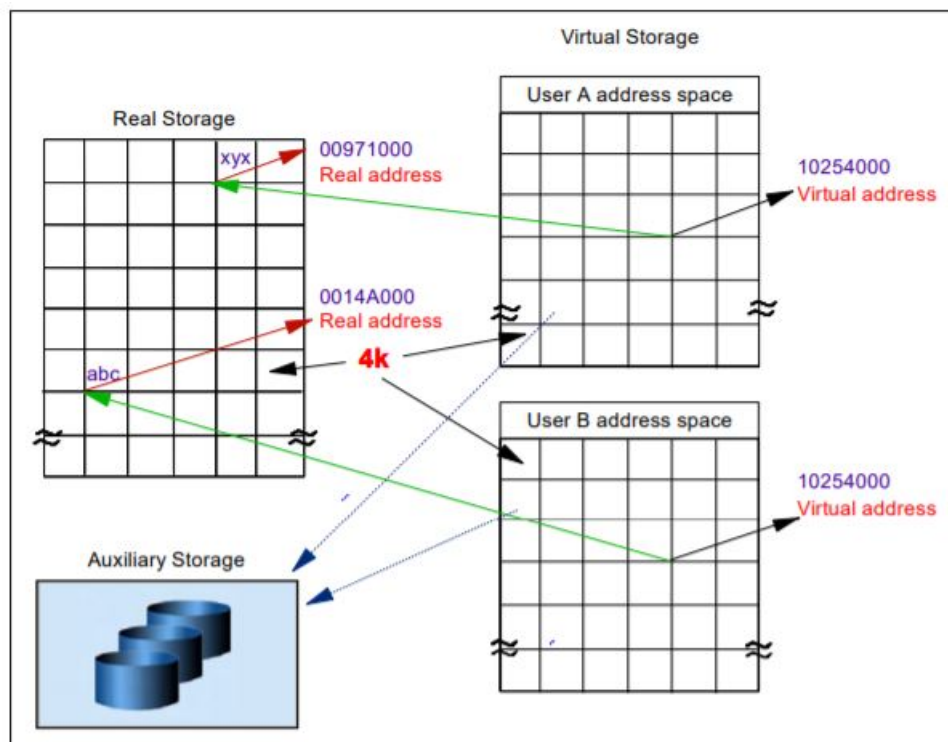 Virtual Storage
User A address space
Real Storage
xyx
00971000
Real address
10254000
Virtual address
0014A000
Real address
4k
abc
User B address space
10254000
Virtual address
Auxiliary Storage